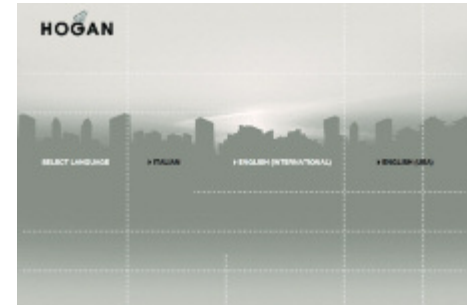 HOGAN
SELECT LANGUAGE
ITALIAN
ENGLISH (INTERNATIONAL)
ENGLISH (USA)